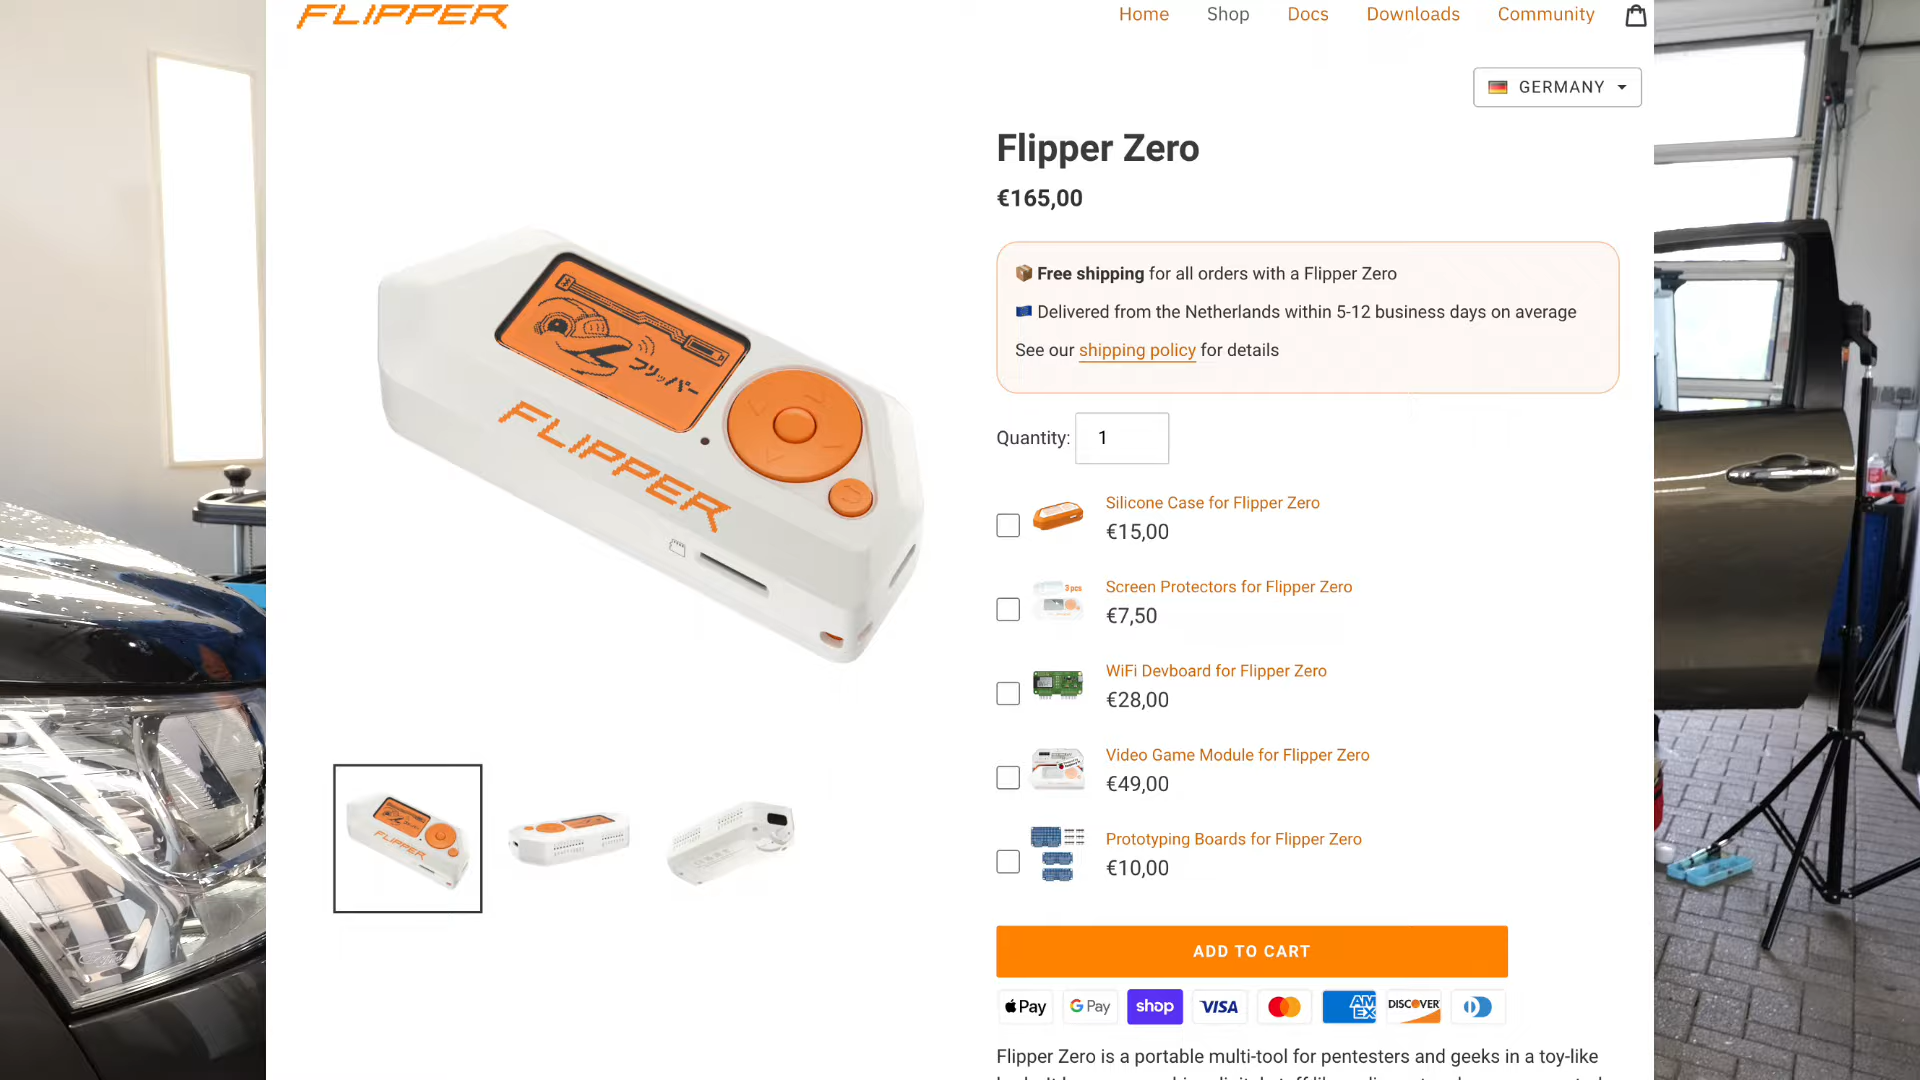 FLIPPER
Home Shop Docs Downloads Community
GERMANY
Flipper Zero
€165,00
Free shipping for all orders with a Flipper Zero
Delivered from the Netherlands within 5-12 business days on average
See our shipping policy for details
フリッパー
FLIPPER
Quantity: 1
Silicone Case for Flipper Zero
€15,00
Screen Protectors for Flipper Zero
€7,50
3 pcs
WiFi Devboard for Flipper Zero
€28,00
Video Game Module for Flipper Zero
€49,00
Prototyping Boards for Flipper Zero
€10,00
FLIPPER
ADD TO CART
Pay G Pay shop VISA AM EX DISCOVER
Flipper Zero is a portable multi-tool for pentesters and geeks in a toy-like